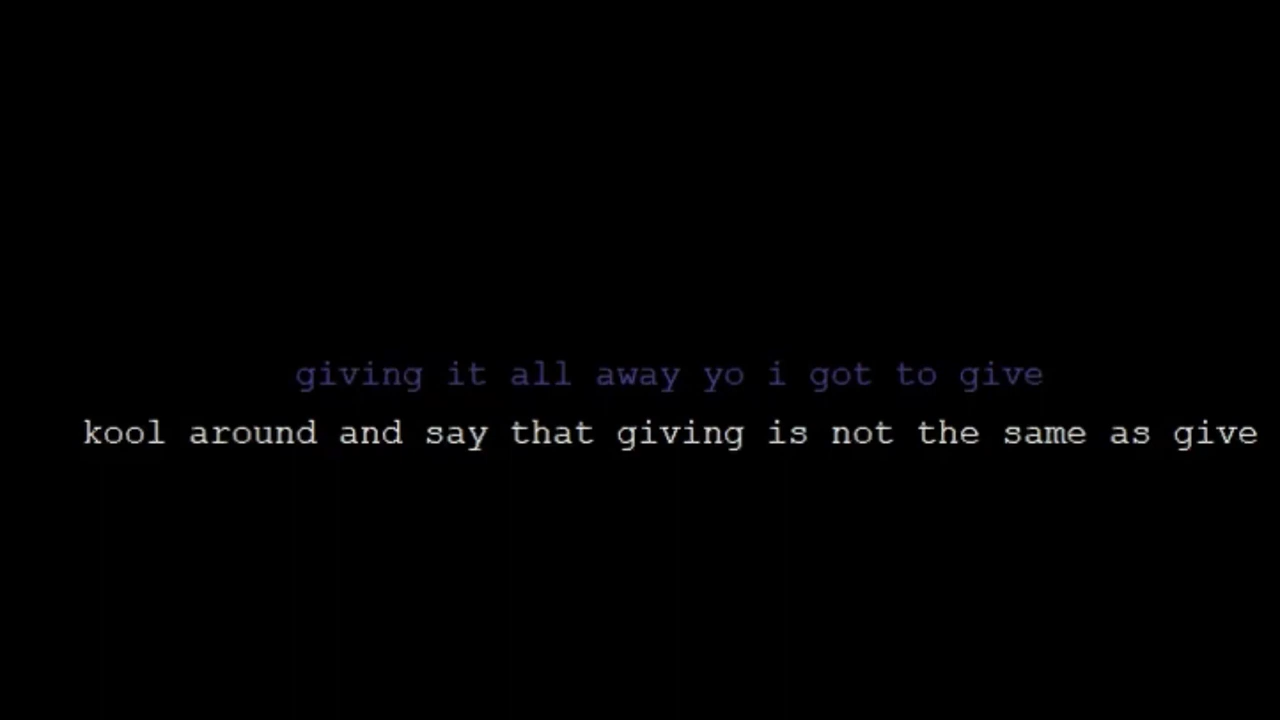 giving it all away yo i got to give
kool around and say that giving is not the same as give